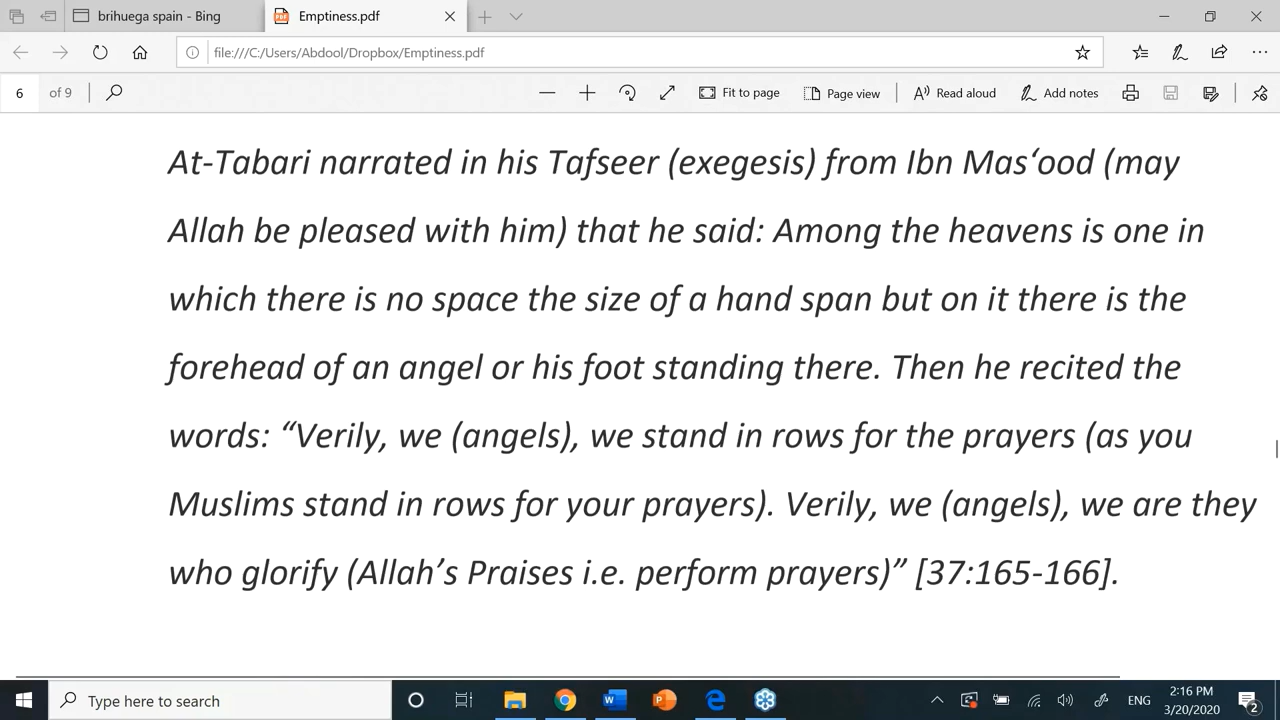 brihuega spain - Bing
Emptiness.pdf
file:///C:/Users/Abdool/Dropbox/Emptiness.pdf
6 of 9 Fit to page Page view Read aloud Add notes
At-Tabari narrated in his Tafseer (exegesis) from Ibn Mas‘ood (may
Allah be pleased with him) that he said: Among the heavens is one in
which there is no space the size of a hand span but on it there is the
forehead of an angel or his foot standing there. Then he recited the
words: “Verily, we (angels), we stand in rows for the prayers (as you
Muslims stand in rows for your prayers). Verily, we (angels), we are they
who glorify (Allah’s Praises i.e. perform prayers)” [37:165-166].
Type here to search
ENG
2:16 PM
3/20/2020
2